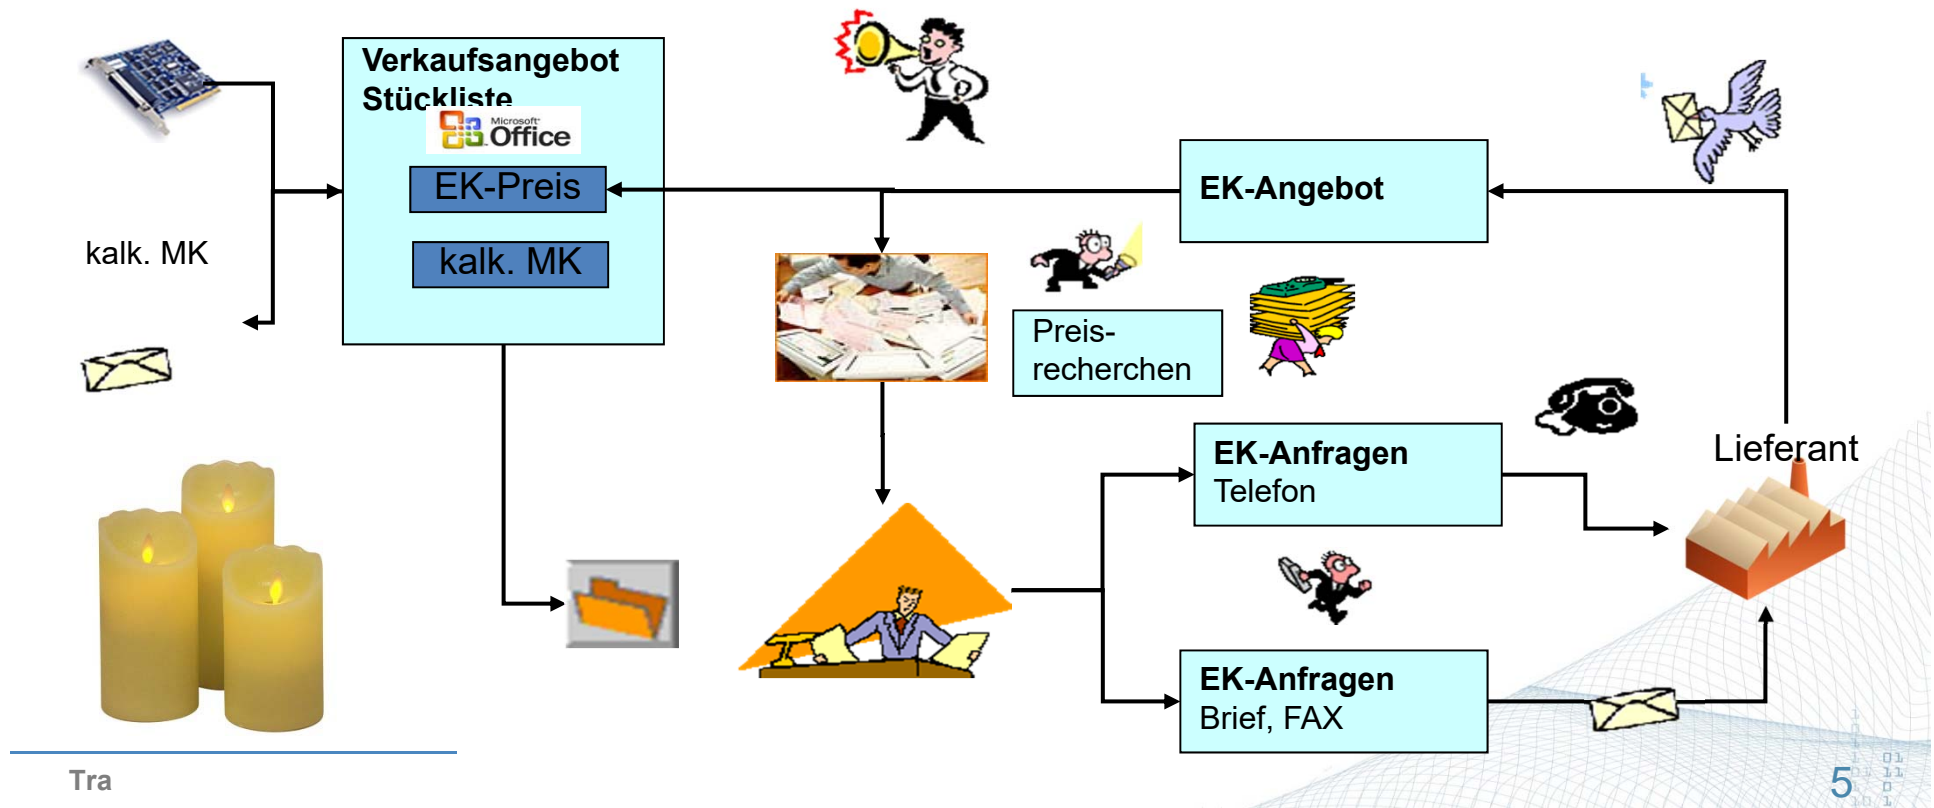 Verkaufsangebot
Stückliste
Microsoft
Office
EK-Preis
kalk. MK
kalk. MK
EK-Angebot
Preis-
recherchen
EK-Anfragen
Telefon
Lieferant
EK-Anfragen
Brief, FAX
Tra
5